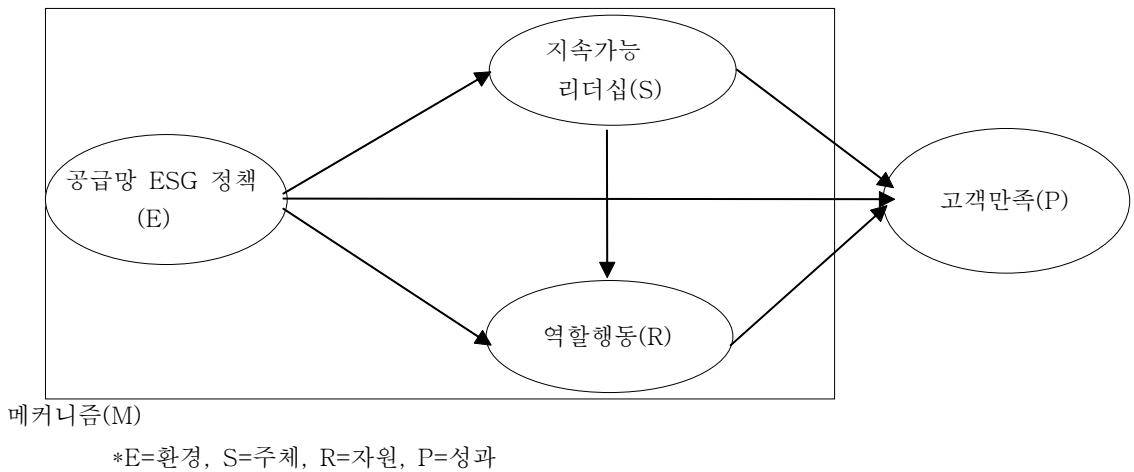 지속가능
리더십(S)
공급망 ESG 정책
(E)
고객만족(P)
역할행동(R)
메커니즘(M)
*E=환경, S=주체, R=자원, P=성과